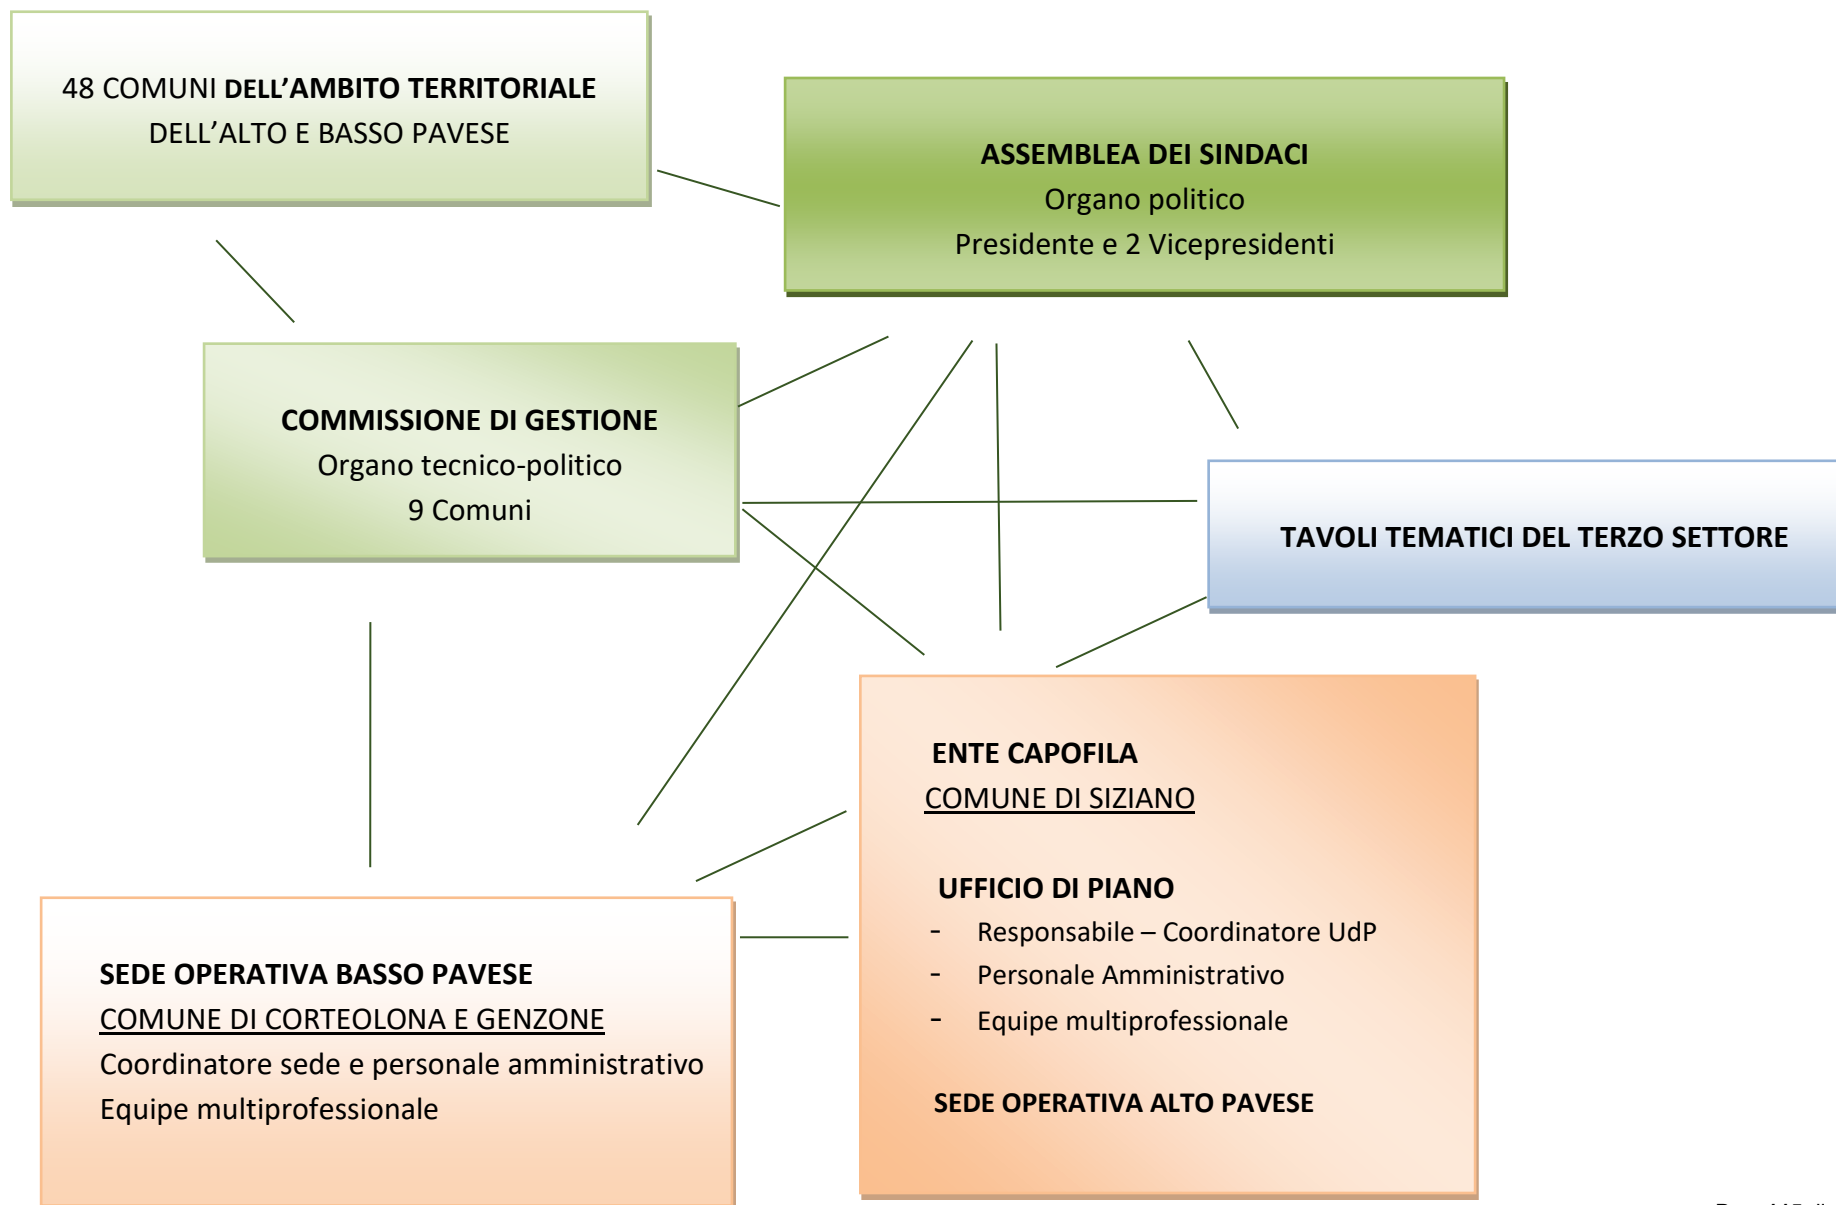 48 COMUNI DELL’AMBITO TERRITORIALE
DELL’ALTO E BASSO PAVESE
ASSEMBLEA DEI SINDACI
Organo politico
Presidente e 2 Vicepresidenti
COMMISSIONE DI GESTIONE
Organo tecnico-politico
9 Comuni
TAVOLI TEMATICI DEL TERZO SETTORE
ENTE CAPOFILA
COMUNE DI SIZIANO
UFFICIO DI PIANO
- Responsabile – Coordinatore UdP
- Personale Amministrativo
- Equipe multiprofessionale
SEDE OPERATIVA ALTO PAVESE
SEDE OPERATIVA BASSO PAVESE
COMUNE DI CORTEOLONA E GENZONE
Coordinatore sede e personale amministrativo
Equipe multiprofessionale